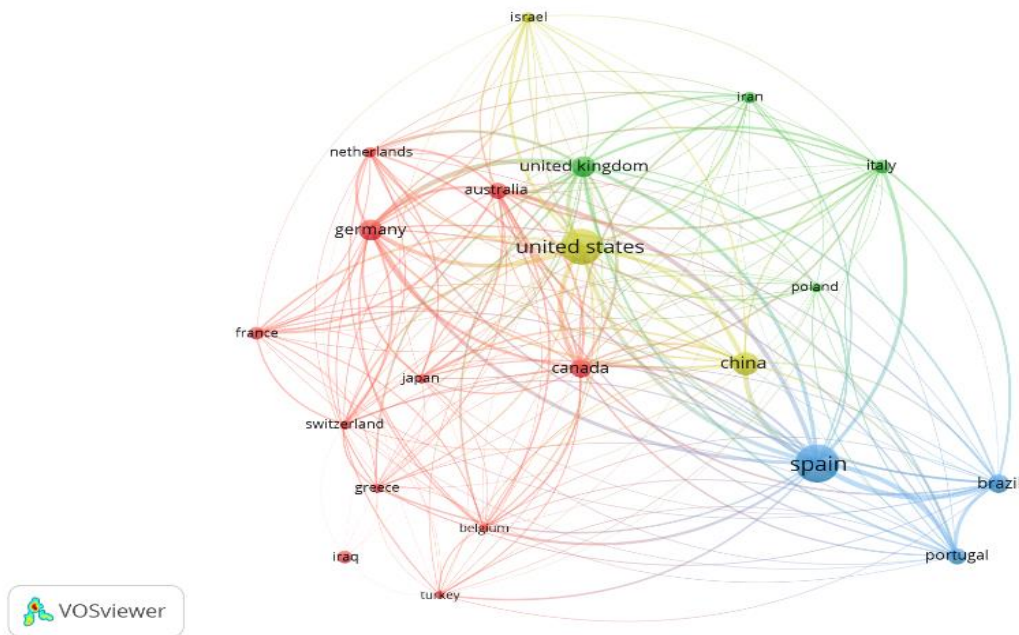 israel
iran
netherlands
united kingdom
italy
australia
germany
united states
poland
france
china
canada
japan
switzerland
spain
greece
brazil
belgium
portugal
iraq
turkey
VOSviewer